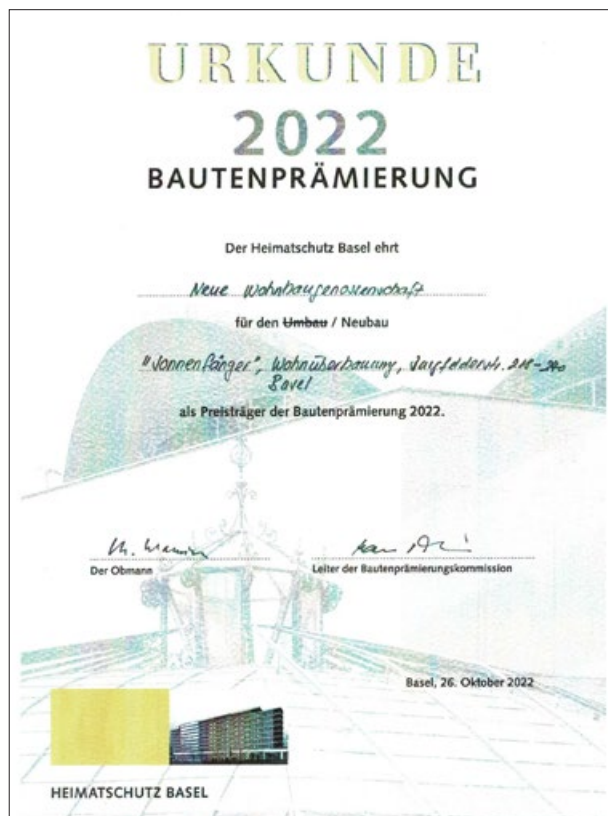 URKUNDE
2022
BAUTENPRÄMIERUNG
Der Heimatschutz Basel ehrt
Neue Wohnbaugenossenschaft
für den Umbau / Neubau
"Sonnenfänger", Wohnüberbauung,
Basel
als Preisträger der Bautenprämierung 2022.
Der Obmann
Leiter der Bautenprämierungskommission
Basel, 26. Oktober 2022
HEIMATSCHUTZ BASEL